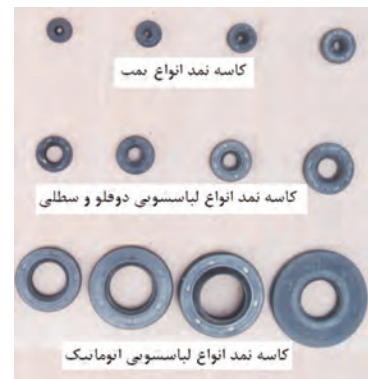 کاسه نمد انواع پمپ
کاسه نمد انواع لباسشویی دوقلو و سطلی
کاسه نمد انواع لباسشویی اتوماتیک